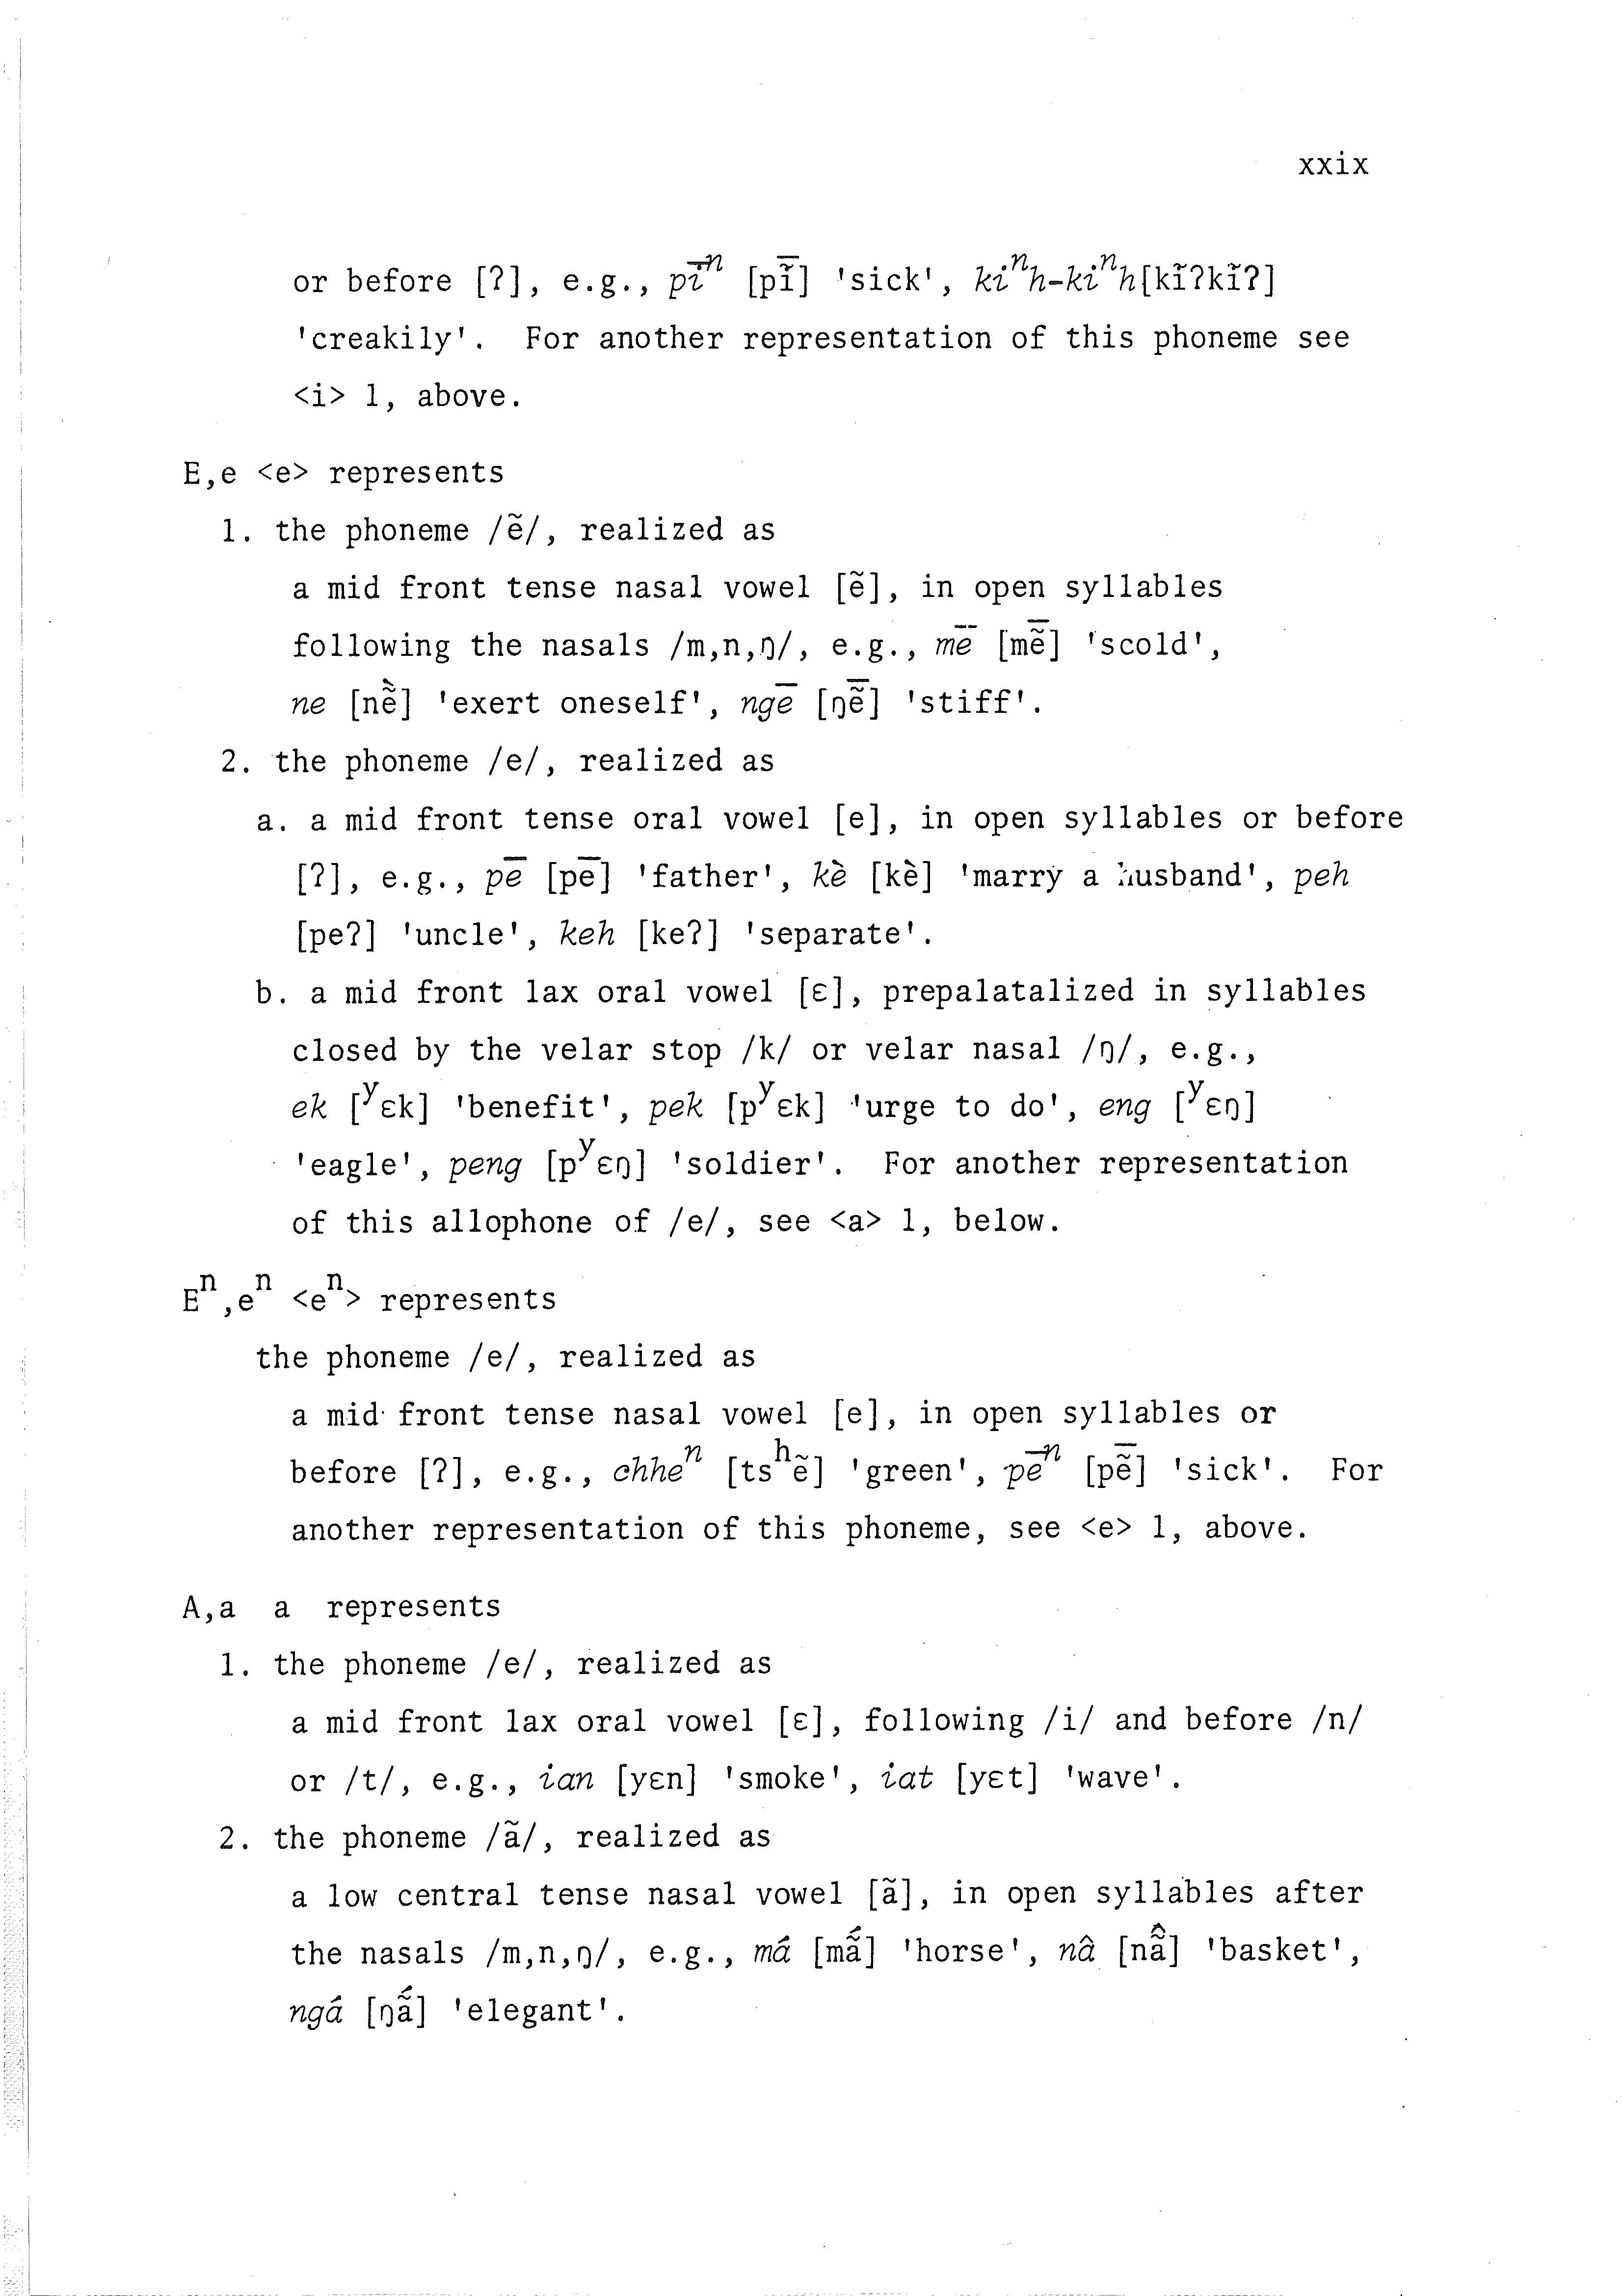 xxix
or before [ʔ], e.g., pīⁿ [pĩ̄] 'sick', kiⁿh-kiⁿh[kĩʔkĩʔ]
'creakily'. For another representation of this phoneme see
<i> 1, above.
E,e <e> represents
1. the phoneme /ẽ/, realized as
a mid front tense nasal vowel [ẽ], in open syllables
following the nasals /m,n,ŋ/, e.g., mē [mẽ̄] 'scold',
ne [nẽ̀] 'exert oneself', ngē [ŋẽ̄] 'stiff'.
2. the phoneme /e/, realized as
a. a mid front tense oral vowel [e], in open syllables or before
[ʔ], e.g., pē [pē] 'father', kè [kè] 'marry a husband', peh
[peʔ] 'uncle', keh [keʔ] 'separate'.
b. a mid front lax oral vowel [ɛ], prepalatalized in syllables
closed by the velar stop /k/ or velar nasal /ŋ/, e.g.,
ek [ʸɛk] 'benefit', pek [pʸɛk] 'urge to do', eng [ʸɛŋ]
'eagle', peng [pʸɛŋ] 'soldier'. For another representation
of this allophone of /e/, see <a> 1, below.
Eⁿ,eⁿ <eⁿ> represents
the phoneme /e/, realized as
a mid front tense nasal vowel [e], in open syllables or
before [ʔ], e.g., chheⁿ [tsʰẽ] 'green', pēⁿ [pẽ̄] 'sick'. For
another representation of this phoneme, see <e> 1, above.
A,a a represents
1. the phoneme /e/, realized as
a mid front lax oral vowel [ɛ], following /i/ and before /n/
or /t/, e.g., ian [yɛn] 'smoke', iat [yɛt] 'wave'.
2. the phoneme /ã/, realized as
a low central tense nasal vowel [ã], in open syllables after
the nasals /m,n,ŋ/, e.g., má [mã́] 'horse', nâ [nã̂] 'basket',
ngá [ŋã́] 'elegant'.